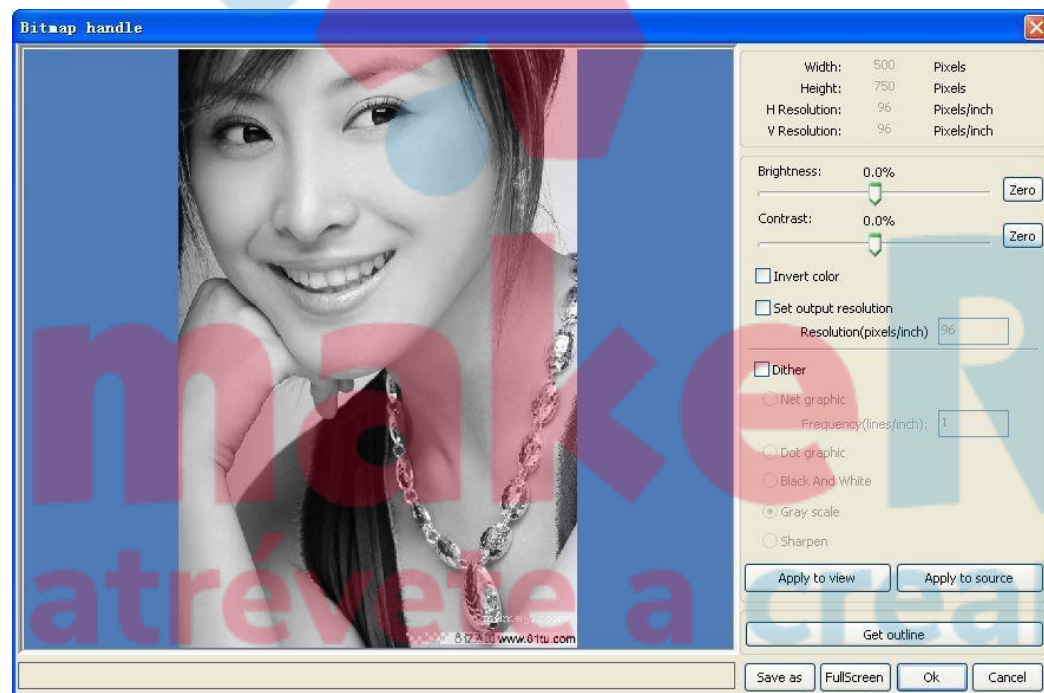 Bitmap handle
Width: 500 Pixels
Height: 750 Pixels
H Resolution: 96 Pixels/inch
V Resolution: 96 Pixels/inch
Brightness: 0.0%
Zero
Contrast: 0.0%
Zero
Invert color
Set output resolution
Resolution(pixels/inch) 96
Dither
Net graphic
Frequency(lines/inch): 1
Dot graphic
Black And White
Gray scale
Sharpen
Apply to view Apply to source
Get outline
Save as FullScreen Ok Cancel
makeR
atrévete a crear
www.81tu.com